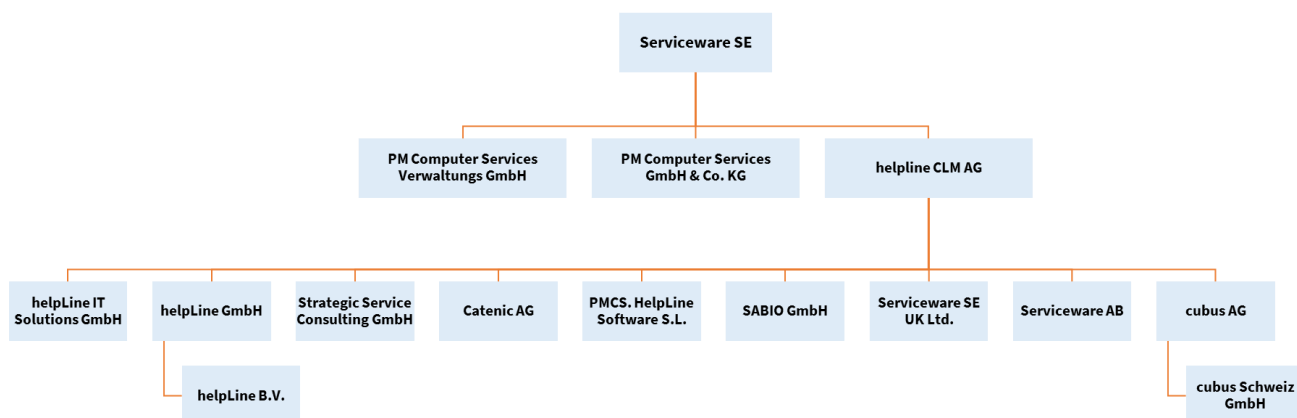 Serviceware SE
PM Computer Services
Verwaltungs GmbH
PM Computer Services
GmbH & Co. KG
helpline CLM AG
helpLine IT
Solutions GmbH
helpLine GmbH
Strategic Service
Consulting GmbH
Catenic AG
PMCS. HelpLine
Software S.L.
SABIO GmbH
Serviceware SE
UK Ltd.
Serviceware AB
cubus AG
helpLine B.V.
cubus Schweiz
GmbH